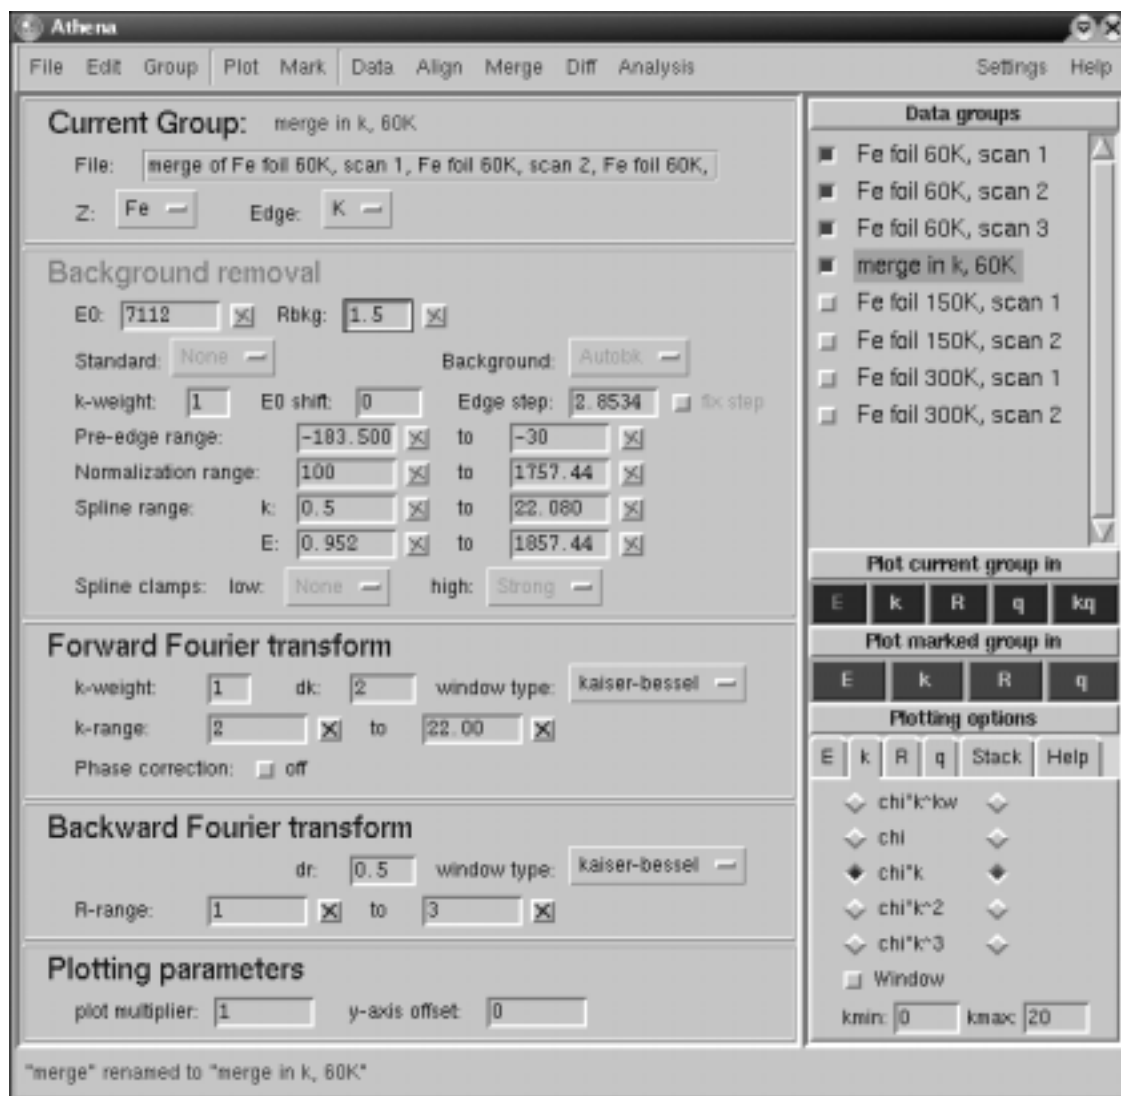 Athena
File Edit Group Plot Mark Data Align Merge Diff Analysis Settings Help
Current Group: merge in k, 60K
File: merge of Fe foil 60K, scan 1, Fe foil 60K, scan 2, Fe foil 60K,
Z: Fe Edge: K
Background removal
E0: 7112 Rbkg: 1.5
Standard: None Background: Autobk
k-weight: 1 E0 shift: 0 Edge step: 2.8534 fix step
Pre-edge range: -183.500 to -30
Normalization range: 100 to 1757.44
Spline range: k: 0.5 to 22.080
E: 0.952 to 1857.44
Spline clamps: low: None high: Strong
Forward Fourier transform
k-weight: 1 dk: 2 window type: kaiser-bessel
k-range: 2 to 22.00
Phase correction: off
Backward Fourier transform
dr: 0.5 window type: kaiser-bessel
R-range: 1 to 3
Plotting parameters
plot multiplier: 1 y-axis offset: 0
Data groups
Fe foil 60K, scan 1
Fe foil 60K, scan 2
Fe foil 60K, scan 3
merge in k, 60K
Fe foil 150K, scan 1
Fe foil 150K, scan 2
Fe foil 300K, scan 1
Fe foil 300K, scan 2
Plot current group in
E k R q kq
Plot marked group in
E k R q
Plotting options
E k R q Stack Help
chi*k^kw
chi
chi*k
chi*k^2
chi*k^3
Window
kmin: 0 kmax: 20
"merge" renamed to "merge in k, 60K"